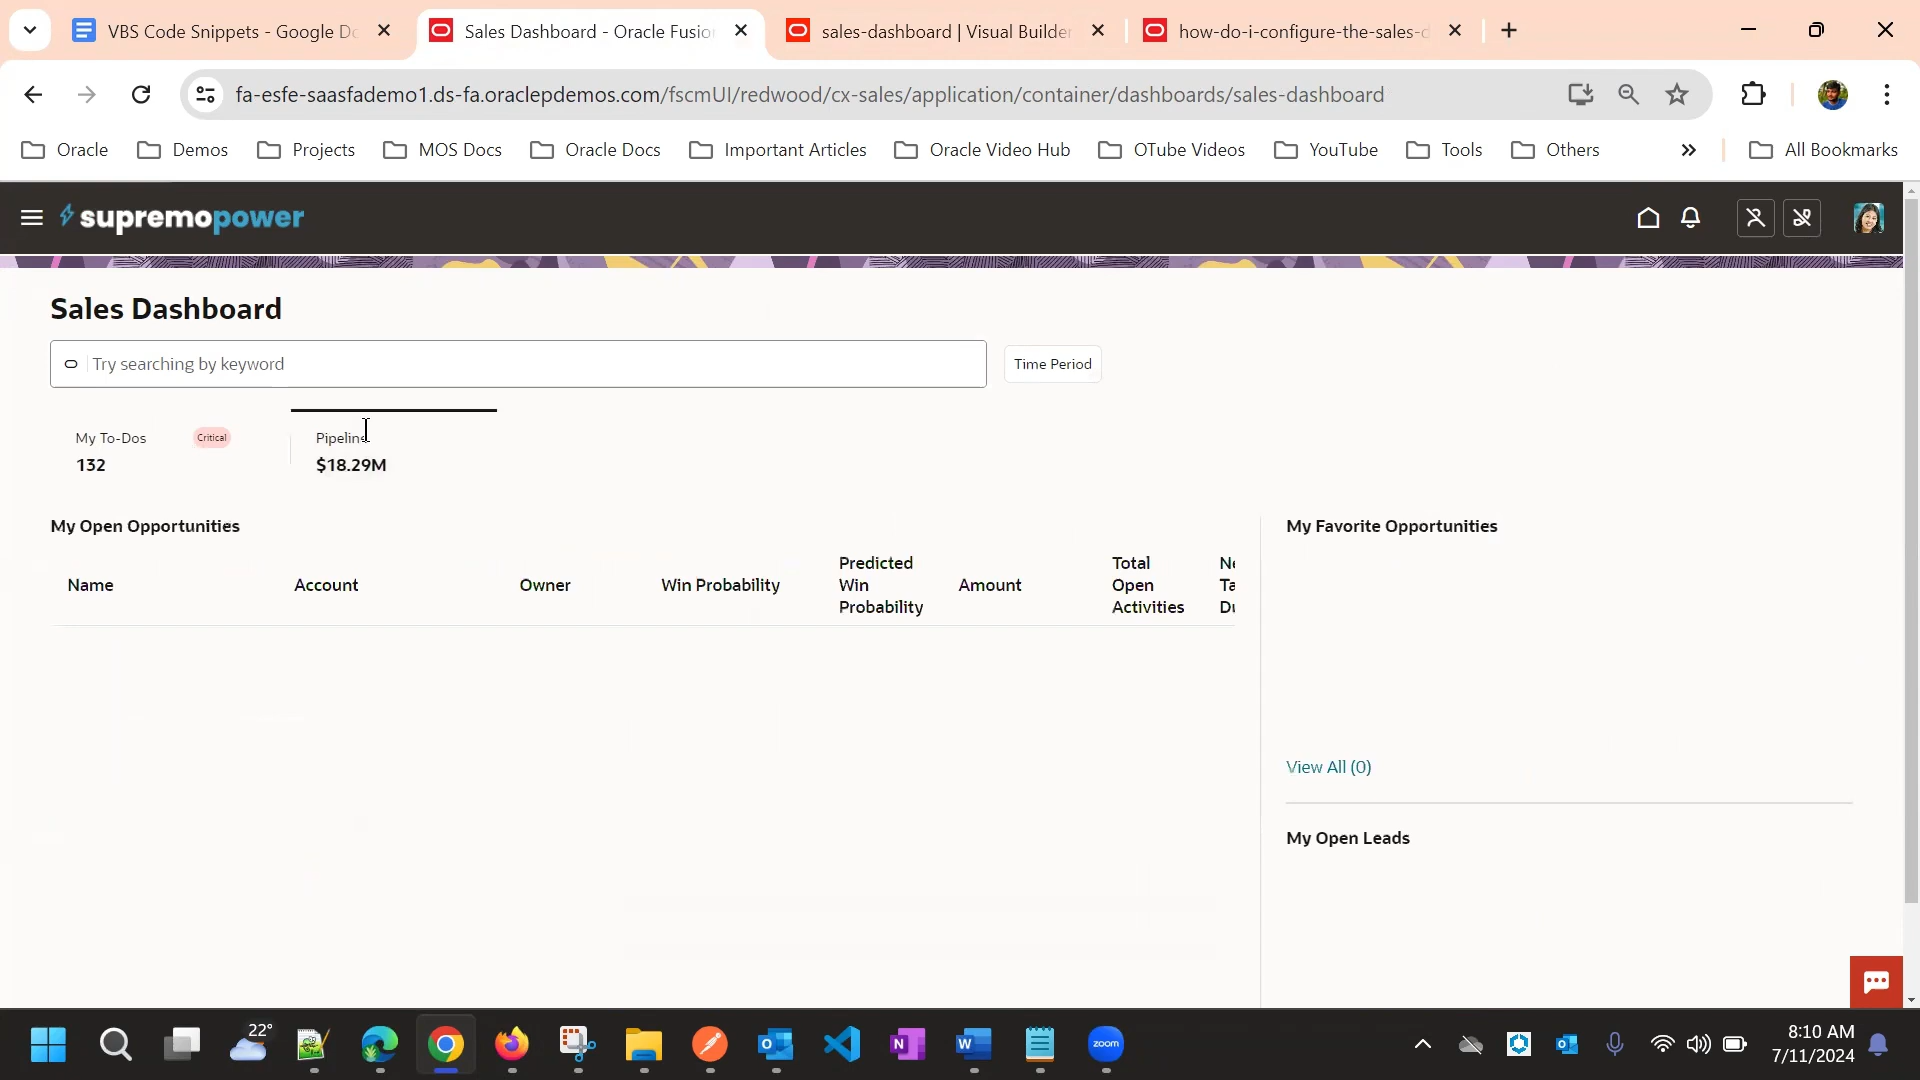 VBS Code Snippets - Google Do
Sales Dashboard - Oracle Fusio
sales-dashboard | Visual Builder
how-do-i-configure-the-sales-d
fa-esfe-saasfademo1.ds-fa.oraclepdemos.com/fscmUI/redwood/cx-sales/application/container/dashboards/sales-dashboard
Oracle
Demos
Projects
MOS Docs
Oracle Docs
Important Articles
Oracle Video Hub
OTube Videos
YouTube
Tools
Others
All Bookmarks
supremopower
Sales Dashboard
Try searching by keyword
Time Period
My To-Dos
Critical
132
Pipeline
$18.29M
My Open Opportunities
Name
Account
Owner
Win Probability
Predicted
Win
Probability
Amount
Total
Open
Activities
Ne
Ta
Du
My Favorite Opportunities
View All (0)
My Open Leads
22°
zoom
8:10 AM
7/11/2024